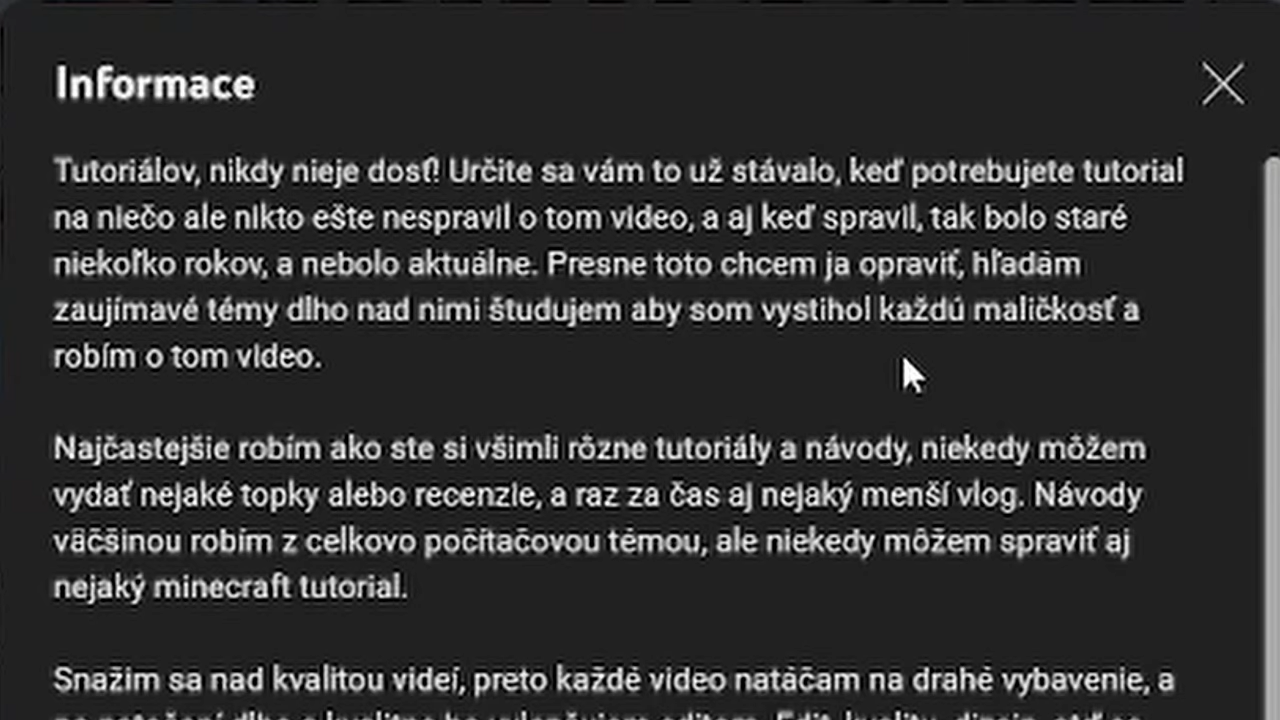 Informace
Tutoriálov, nikdy nieje dosť! Určite sa vám to už stávalo, keď potrebujete tutorial
na niečo ale nikto ešte nespravil o tom video, a aj keď spravil, tak bolo staré
niekoľko rokov, a nebolo aktuálne. Presne toto chcem ja opraviť, hľadám
zaujímavé témy dlho nad nimi študujem aby som vystihol každú maličkosť a
robím o tom video.
Najčastejšie robím ako ste si všimli rôzne tutoriály a návody, niekedy môžem
vydať nejaké topky alebo recenzie, a raz za čas aj nejaký menší vlog. Návody
väčšinou robím z celkovo počítačovou témou, ale niekedy môžem spraviť aj
nejaký minecraft tutorial.
Snažim sa nad kvalitou videí, preto každé video natáčam na drahé vybavenie, a